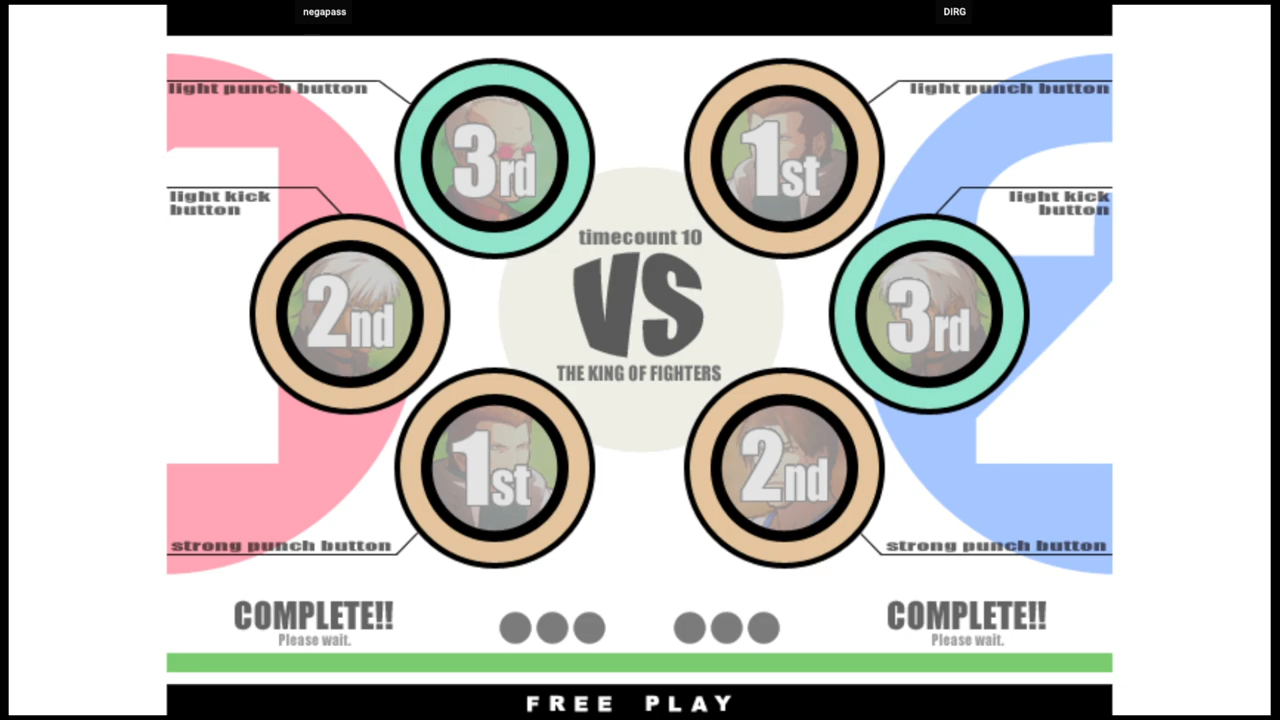 negapass
DIRG
light punch button
light punch button
3rd
1st
light kick
button
light kick
button
timecount 10
VS
THE KING OF FIGHTERS
2nd
3rd
1st
2nd
strong punch button
strong punch button
COMPLETE!!
Please wait.
COMPLETE!!
Please wait.
FREE PLAY